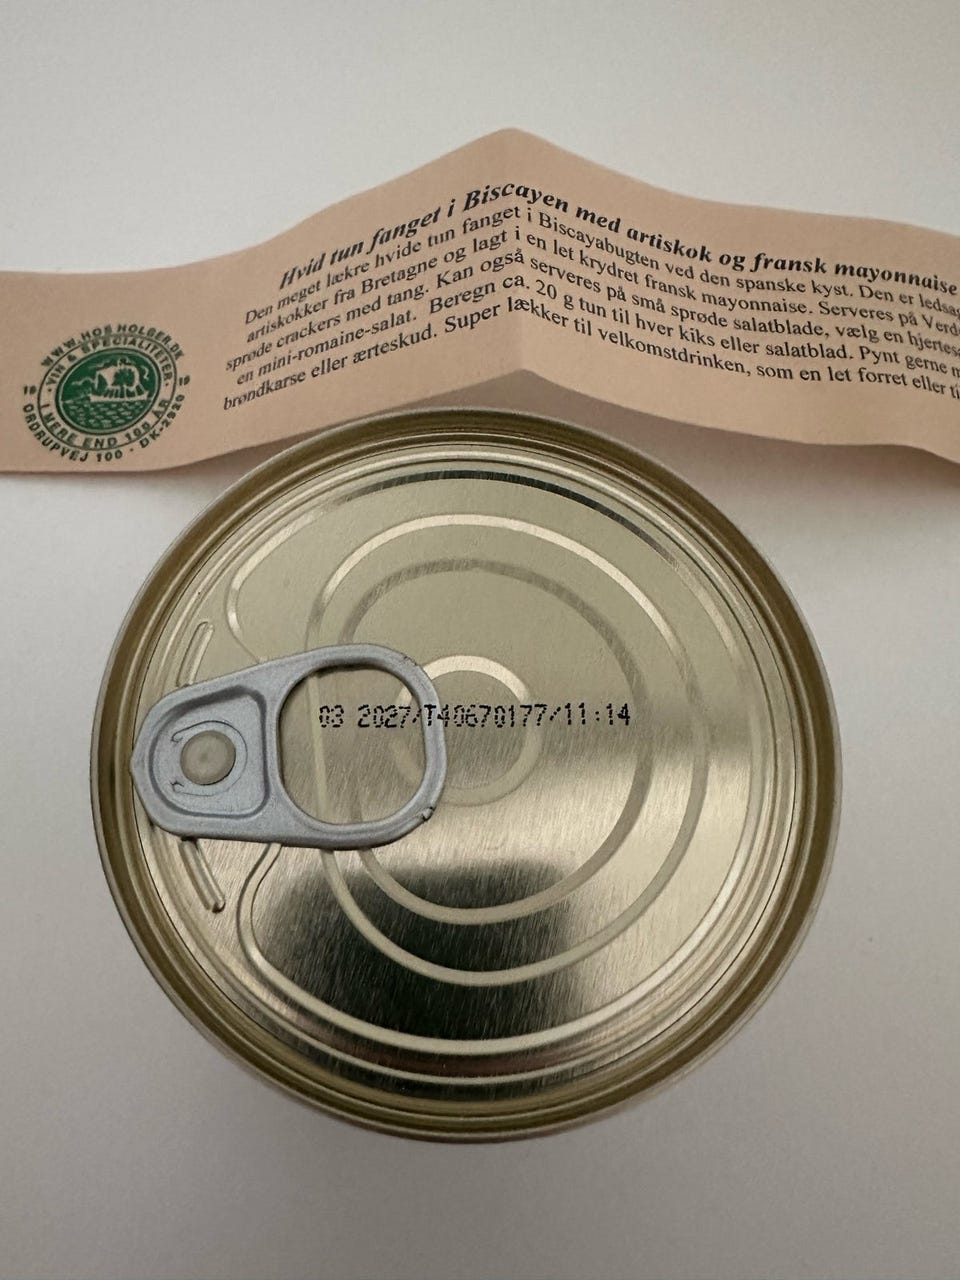 Hvid tun fanget i Biscayen med artiskok og fransk mayonnaise
Den meget lækre hvide tun fanget i Biscayabugten ved den spanske kyst. Den er
artiskokker fra Bretagne og lagt i en let krydret fransk mayonnaise. Serveres på
sprøde crackers med tang. Kan også serveres på små sprøde salatblade, vælg en
en mini-romaine-salat. Beregn ca. 20 g tun til hver kiks eller salatblad. Pynt gerne
brøndkarse eller ærteskud. Super lækker til velkomstdrinken, som en let forret eller
WWW.HOS HOLGER.DK
VIN & SPECIALITETER
18 19
I MERE END 100 ÅR
ORDRUPVEJ 100 · DK-2920
03 2027/T40670177/11:14